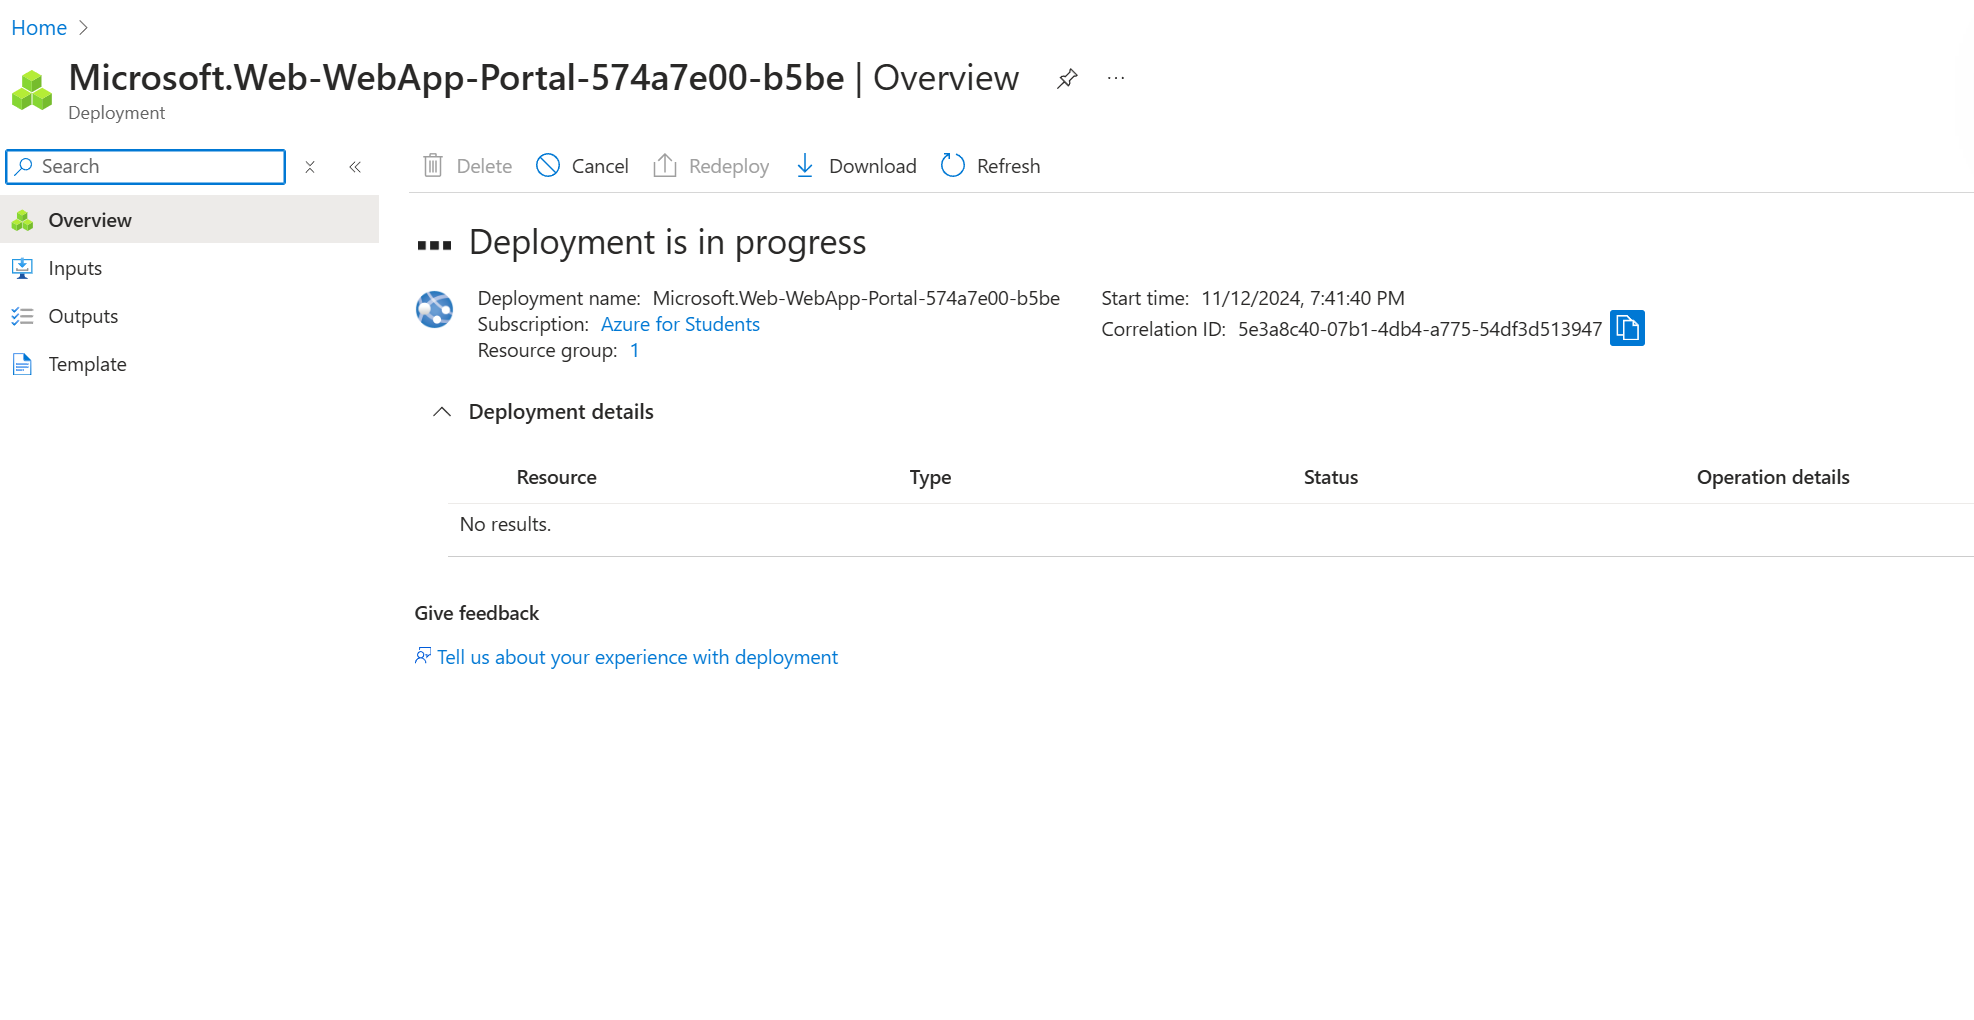 Home
Microsoft.Web-WebApp-Portal-574a7e00-b5be | Overview
Deployment
Search
Overview
Inputs
Outputs
Template
Delete Cancel Redeploy Download Refresh
Deployment is in progress
Deployment name: Microsoft.Web-WebApp-Portal-574a7e00-b5be
Subscription: Azure for Students
Resource group: 1
Start time: 11/12/2024, 7:41:40 PM
Correlation ID: 5e3a8c40-07b1-4db4-a775-54df3d513947
Deployment details
Resource Type Status Operation details
No results.
Give feedback
Tell us about your experience with deployment